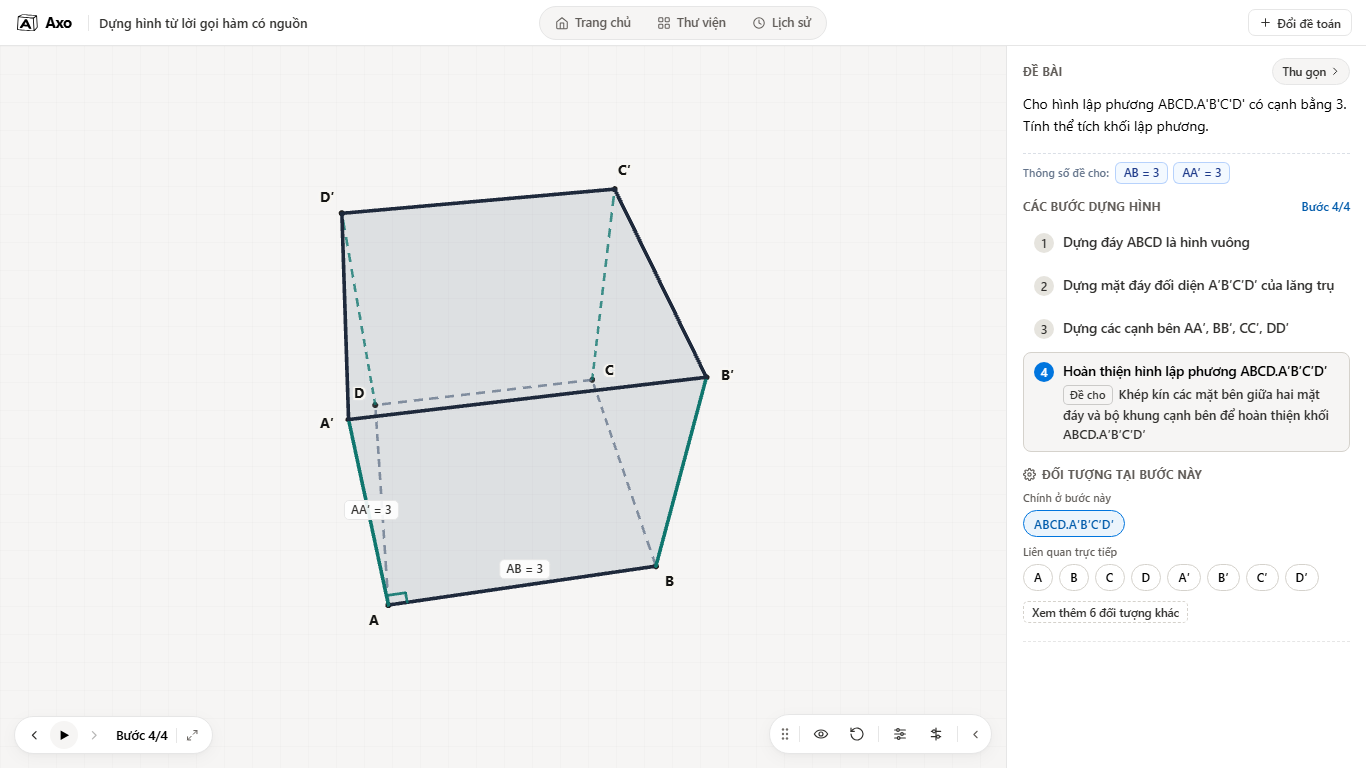 Axo
Dựng hình từ lời gọi hàm có nguồn
Trang chủ
Thư viện
Lịch sử
Đổi đề toán
C′
D′
C
B′
D
A′
AA′ = 3
AB = 3
B
A
Bước 4/4
ĐỀ BÀI
Thu gọn
Cho hình lập phương ABCD.A'B'C'D' có cạnh bằng 3.
Tính thể tích khối lập phương.
Thông số đề cho:
AB = 3
AA′ = 3
CÁC BƯỚC DỰNG HÌNH
Bước 4/4
1
Dựng đáy ABCD là hình vuông
2
Dựng mặt đáy đối diện A′B′C′D′ của lăng trụ
3
Dựng các cạnh bên AA′, BB′, CC′, DD′
4
Hoàn thiện hình lập phương ABCD.A′B′C′D′
Đề cho Khép kín các mặt bên giữa hai mặt
đáy và bộ khung cạnh bên để hoàn thiện khối
ABCD.A′B′C′D′
ĐỐI TƯỢNG TẠI BƯỚC NÀY
Chính ở bước này
ABCD.A′B′C′D′
Liên quan trực tiếp
A
B
C
D
A′
B′
C′
D′
Xem thêm 6 đối tượng khác